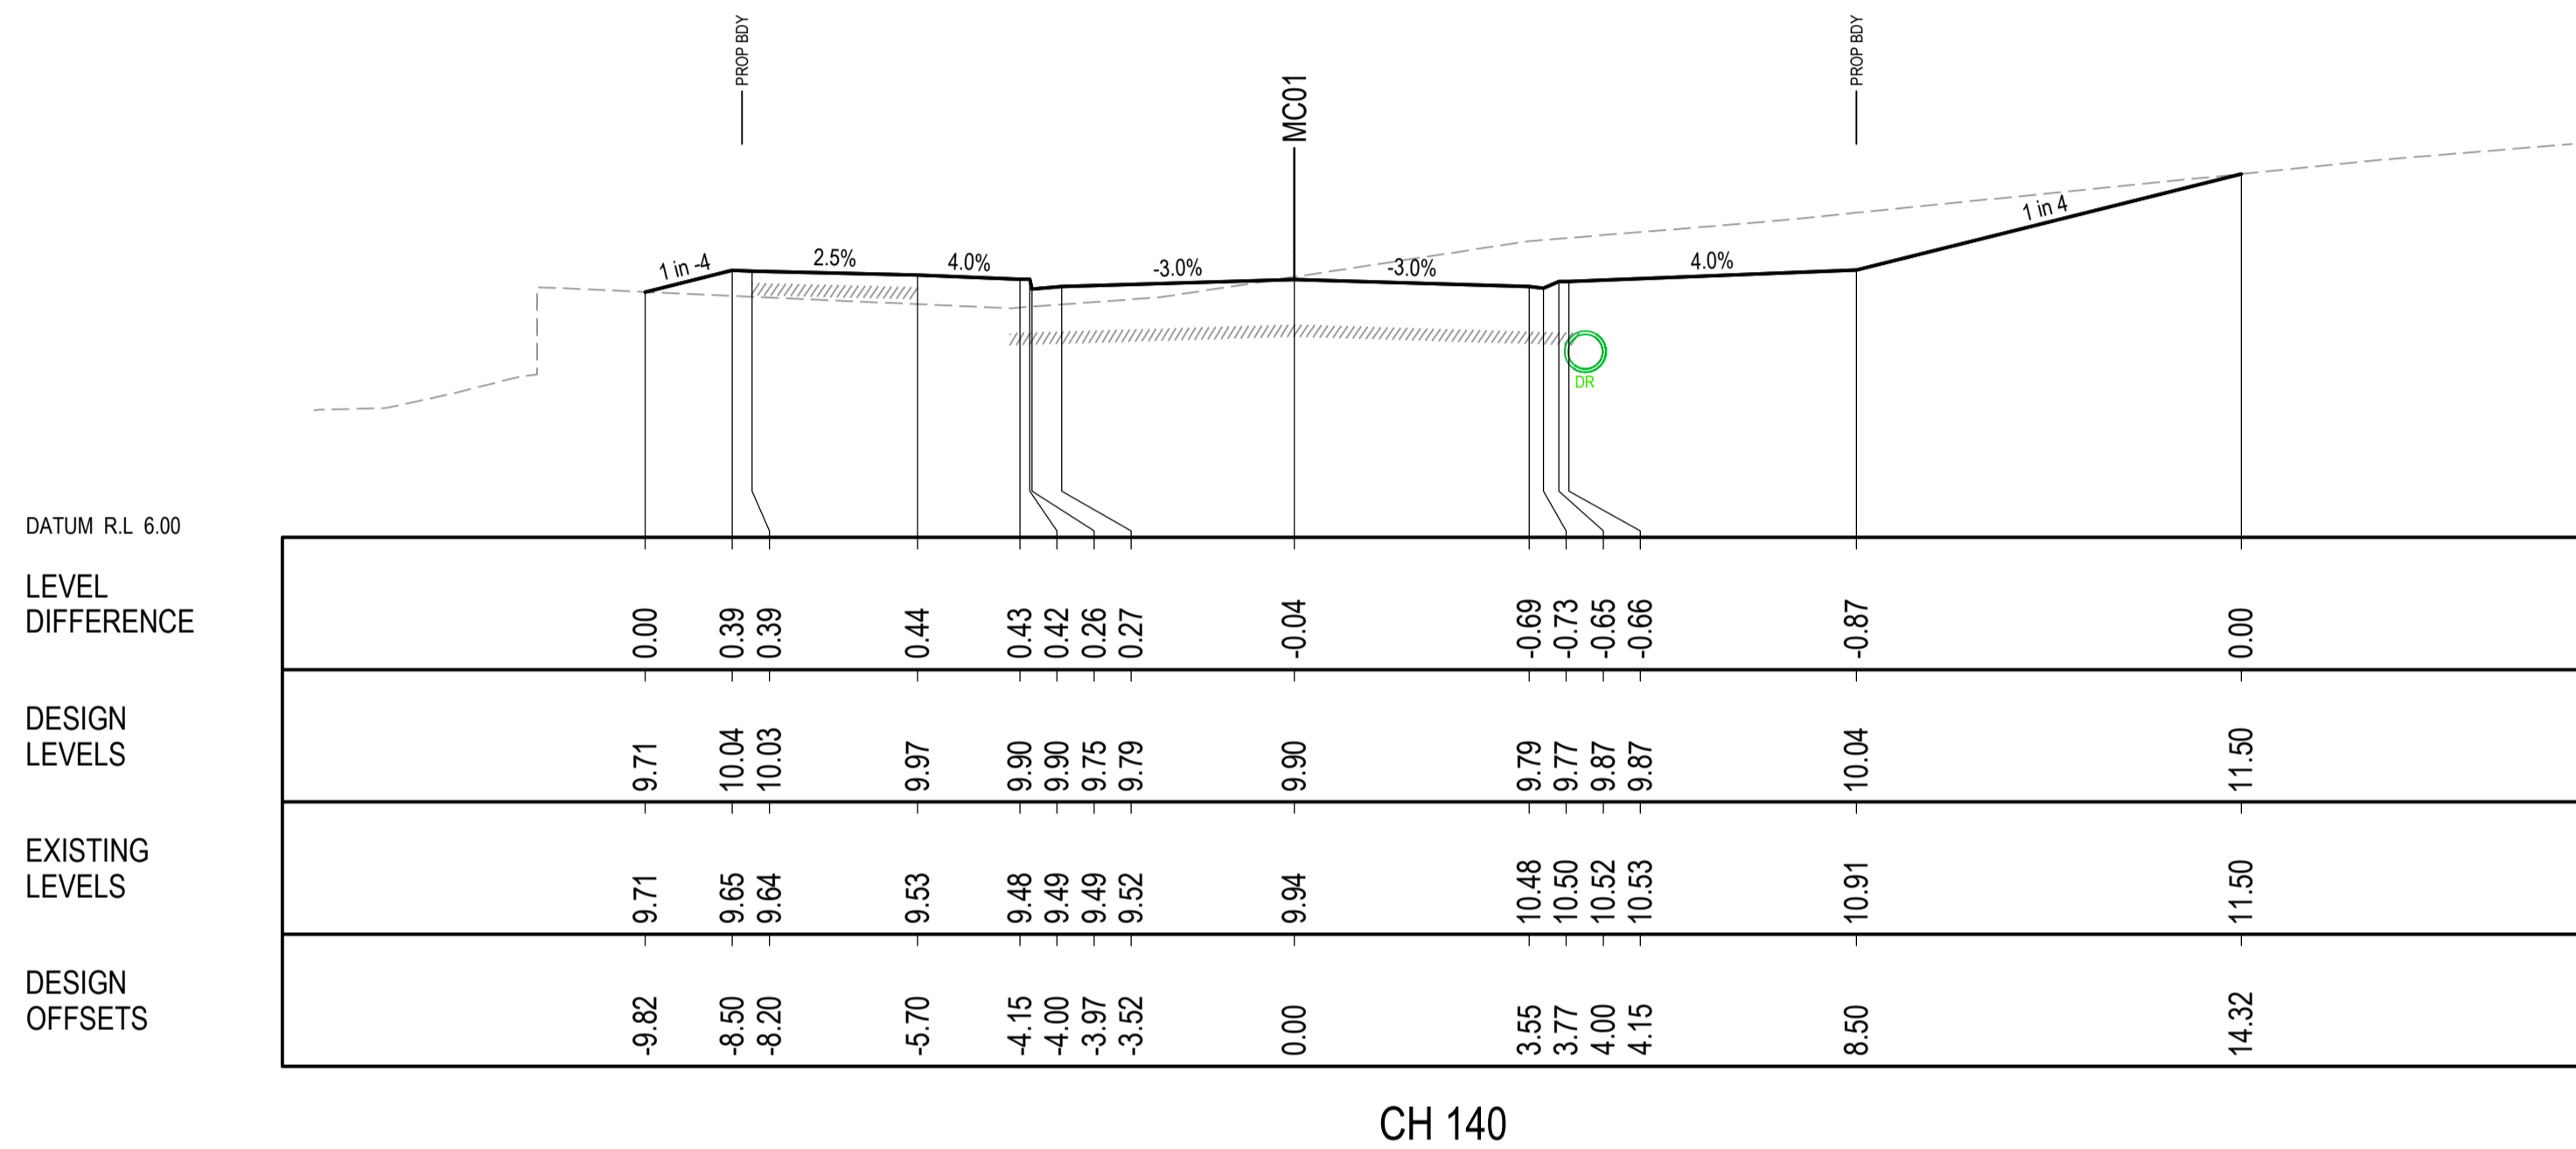 PROP BDY
PROP BDY
MC01
1 in -4
2.5%
4.0%
-3.0%
-3.0%
4.0%
1 in 4
DR
DATUM R.L 6.00
LEVEL
DIFFERENCE
0.00 0.39 0.39 0.44 0.43 0.42 0.26 0.27 -0.04 -0.69 -0.73 -0.65 -0.66 -0.87 0.00
DESIGN
LEVELS
9.71 10.04 10.03 9.97 9.90 9.90 9.75 9.79 9.90 9.79 9.77 9.87 9.87 10.04 11.50
EXISTING
LEVELS
9.71 9.65 9.64 9.53 9.48 9.49 9.49 9.52 9.94 10.48 10.50 10.52 10.53 10.91 11.50
DESIGN
OFFSETS
-9.82 -8.50 -8.20 -5.70 -4.15 -4.00 -3.97 -3.52 0.00 3.55 3.77 4.00 4.15 8.50 14.32
CH 140